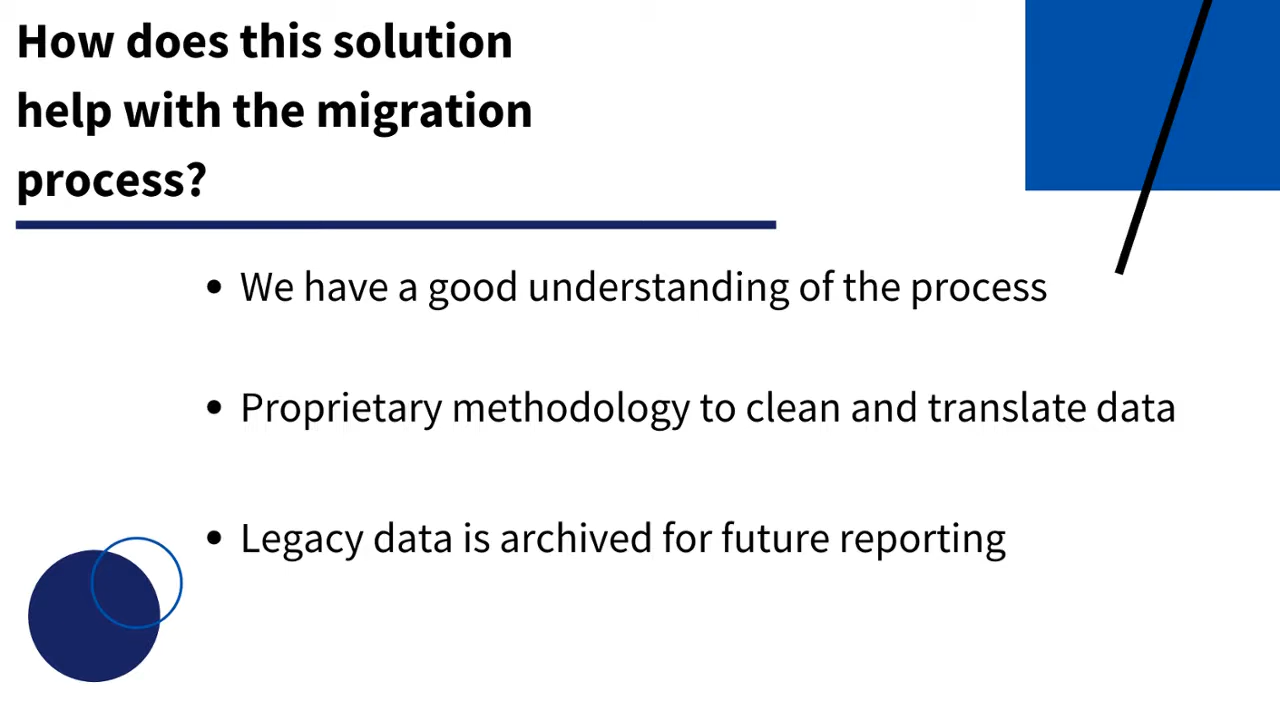 How does this solution
help with the migration
process?
• We have a good understanding of the process
• Proprietary methodology to clean and translate data
• Legacy data is archived for future reporting